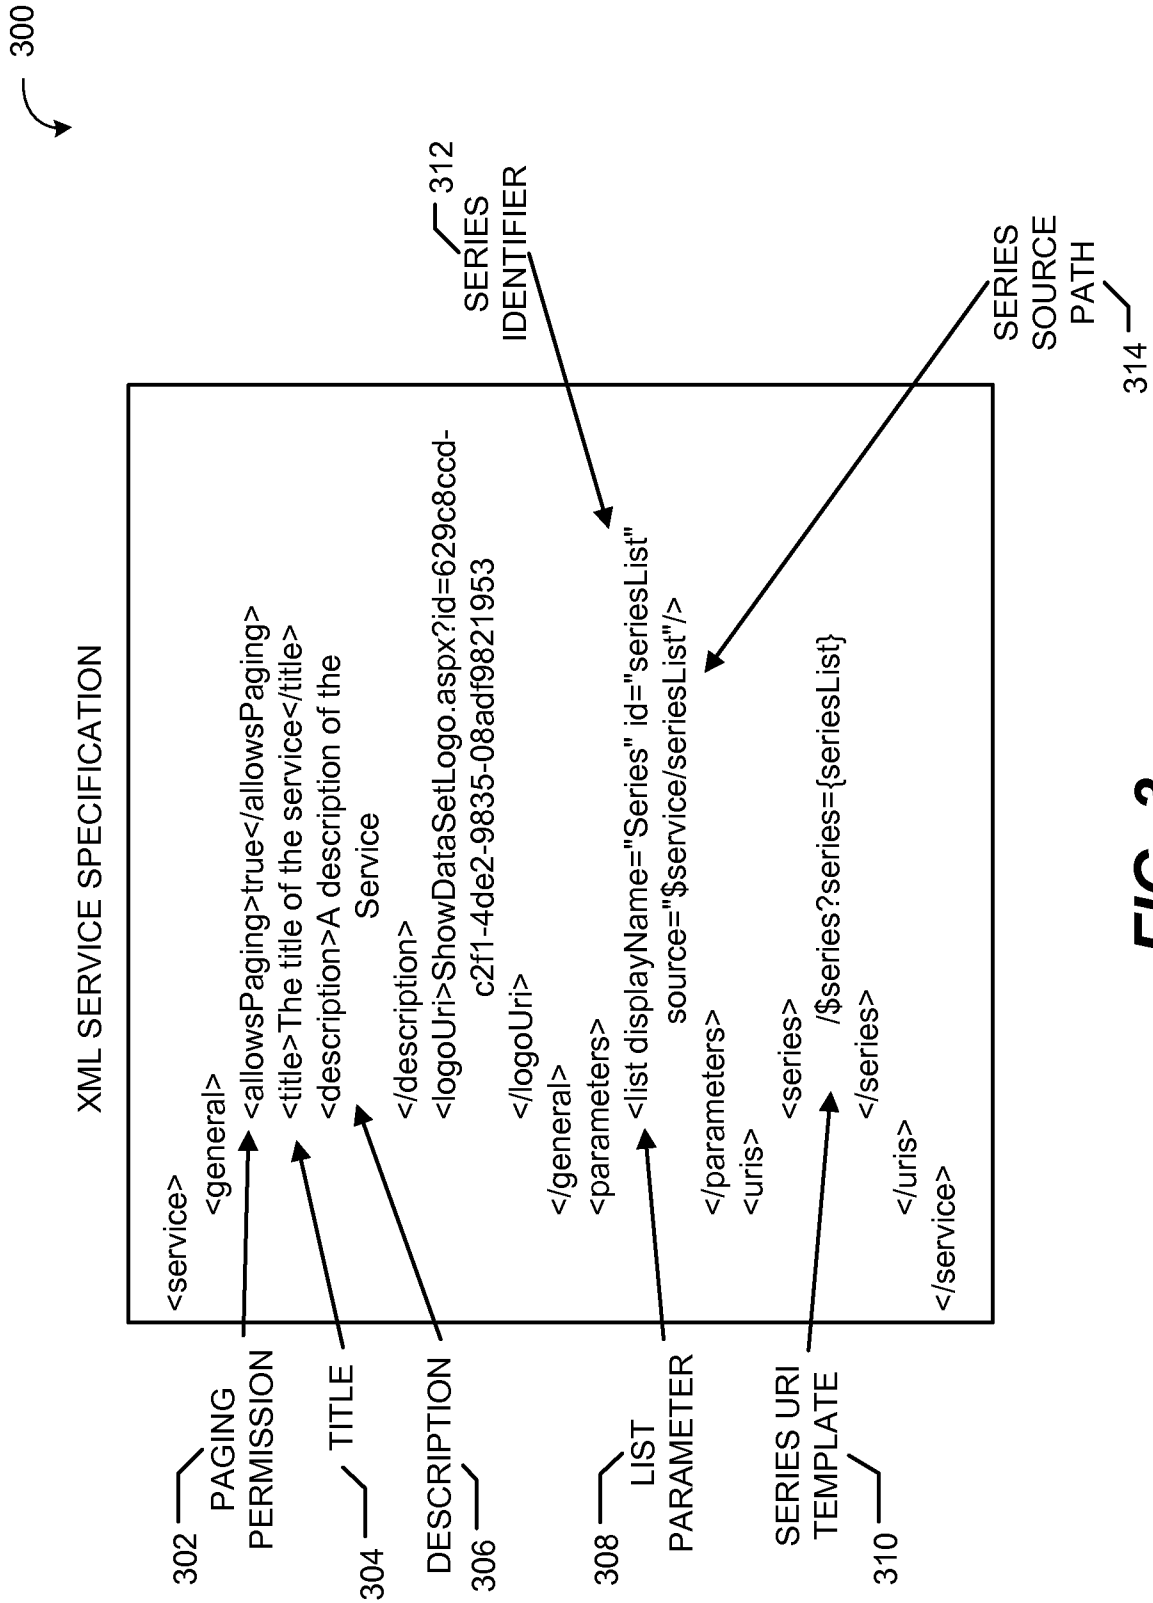 300
XML SERVICE SPECIFICATION
<service>
<general>
<allowsPaging>true</allowsPaging>
<title>The title of the service</title>
<description>A description of the
Service
</description>
<logoUri>ShowDataSetLogo.aspx?id=629c8ccd-
c2f1-4de2-9835-08adf9821953
</logoUri>
</general>
<parameters>
<list displayName="Series" id="seriesList"
source="$service/seriesList"/>
</parameters>
<uris>
<series>
/$series?series={seriesList}
</series>
</uris>
</service>
302
PAGING
PERMISSION
304
TITLE
DESCRIPTION
306
308
LIST
PARAMETER
SERIES URI
TEMPLATE
310
312
SERIES
IDENTIFIER
SERIES
SOURCE
PATH
314
FIG.